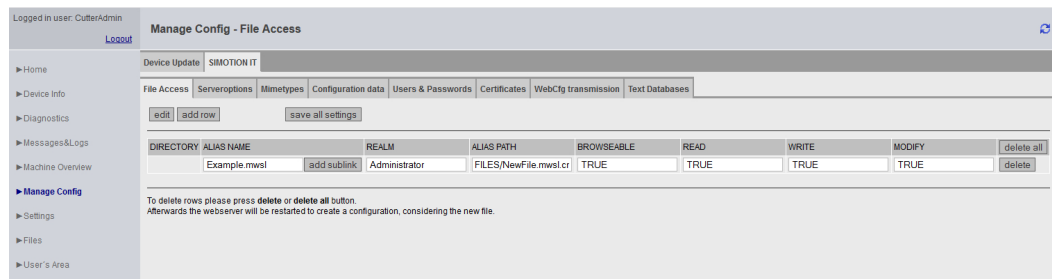 Logged in user: CutterAdmin
Logout
Manage Config - File Access
Device Update SIMOTION IT
File Access Serveroptions Mimetypes Configuration data Users & Passwords Certificates WebCfg transmission Text Databases
►Home
►Device Info
►Diagnostics
►Messages&Logs
►Machine Overview
►Manage Config
►Settings
►Files
►User's Area
edit add row save all settings
DIRECTORY ALIAS NAME REALM ALIAS PATH BROWSEABLE READ WRITE MODIFY delete all
Example.mwsl add sublink Administrator FILES/NewFile.mwsl.cr TRUE TRUE TRUE TRUE delete
To delete rows please press delete or delete all button.
Afterwards the webserver will be restarted to create a configuration, considering the new file.